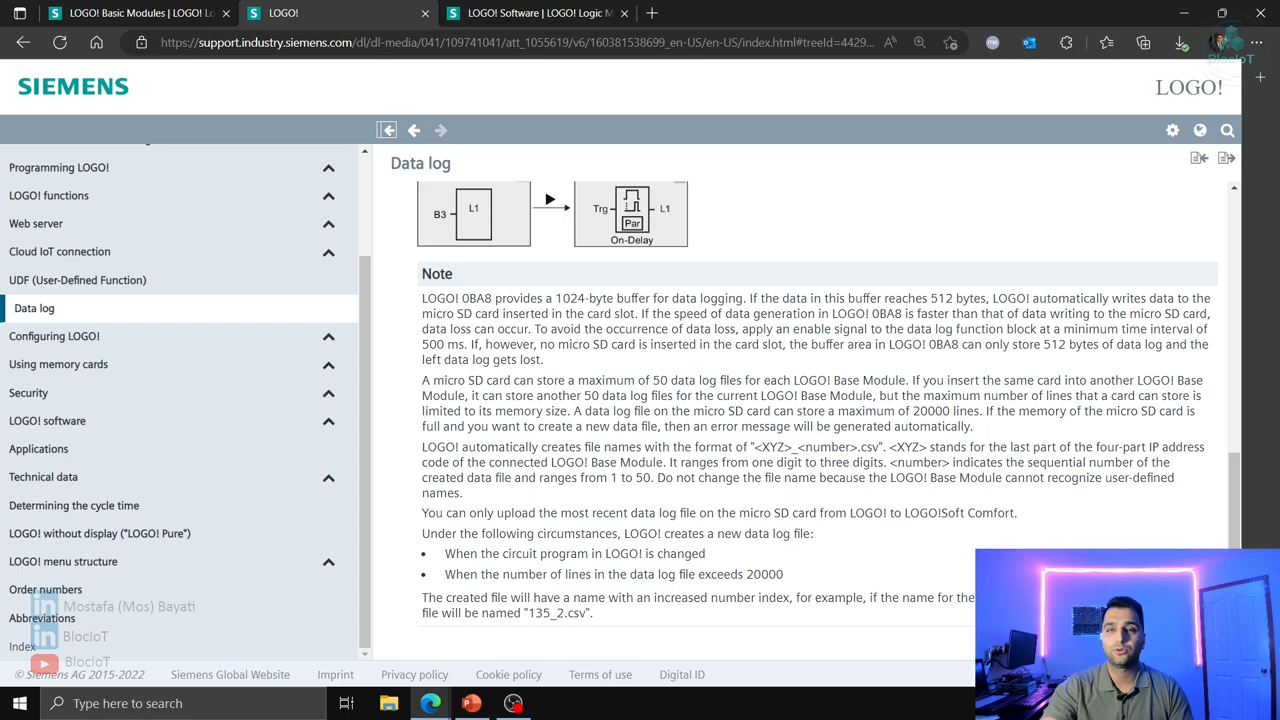 LOGO! Basic Modules | LOGO! Lo
LOGO!
LOGO! Software | LOGO! Logic M
https://support.industry.siemens.com/dl/dl-media/041/109741041/att_1055619/v6/160381538699_en-US/en-US/index.html#treeId=4429...
BlocIoT
SIEMENS
LOGO!
Programming LOGO!
LOGO! functions
Web server
Cloud IoT connection
UDF (User-Defined Function)
Data log
Configuring LOGO!
Using memory cards
Security
LOGO! software
Applications
Technical data
Determining the cycle time
LOGO! without display ("LOGO! Pure")
LOGO! menu structure
Order numbers
Abbreviations
Index
Mostafa (Mos) Bayati
BlocIoT
BlocIoT
Data log
B3
L1
Trg
Par
L1
On-Delay
Note
LOGO! 0BA8 provides a 1024-byte buffer for data logging. If the data in this buffer reaches 512 bytes, LOGO! automatically writes data to the
micro SD card inserted in the card slot. If the speed of data generation in LOGO! 0BA8 is faster than that of data writing to the micro SD card,
data loss can occur. To avoid the occurrence of data loss, apply an enable signal to the data log function block at a minimum time interval of
500 ms. If, however, no micro SD card is inserted in the card slot, the buffer area in LOGO! 0BA8 can only store 512 bytes of data log and the
left data log gets lost.
A micro SD card can store a maximum of 50 data log files for each LOGO! Base Module. If you insert the same card into another LOGO! Base
Module, it can store another 50 data log files for the current LOGO! Base Module, but the maximum number of lines that a card can store is
limited to its memory size. A data log file on the micro SD card can store a maximum of 20000 lines. If the memory of the micro SD card is
full and you want to create a new data file, then an error message will be generated automatically.
LOGO! automatically creates file names with the format of "<XYZ>_<number>.csv". <XYZ> stands for the last part of the four-part IP address
code of the connected LOGO! Base Module. It ranges from one digit to three digits. <number> indicates the sequential number of the
created data file and ranges from 1 to 50. Do not change the file name because the LOGO! Base Module cannot recognize user-defined
names.
You can only upload the most recent data log file on the micro SD card from LOGO! to LOGO!Soft Comfort.
Under the following circumstances, LOGO! creates a new data log file:
• When the circuit program in LOGO! is changed
• When the number of lines in the data log file exceeds 20000
The created file will have a name with an increased number index, for example, if the name for the
file will be named "135_2.csv".
© Siemens AG 2015-2022
Siemens Global Website
Imprint
Privacy policy
Cookie policy
Terms of use
Digital ID
Type here to search